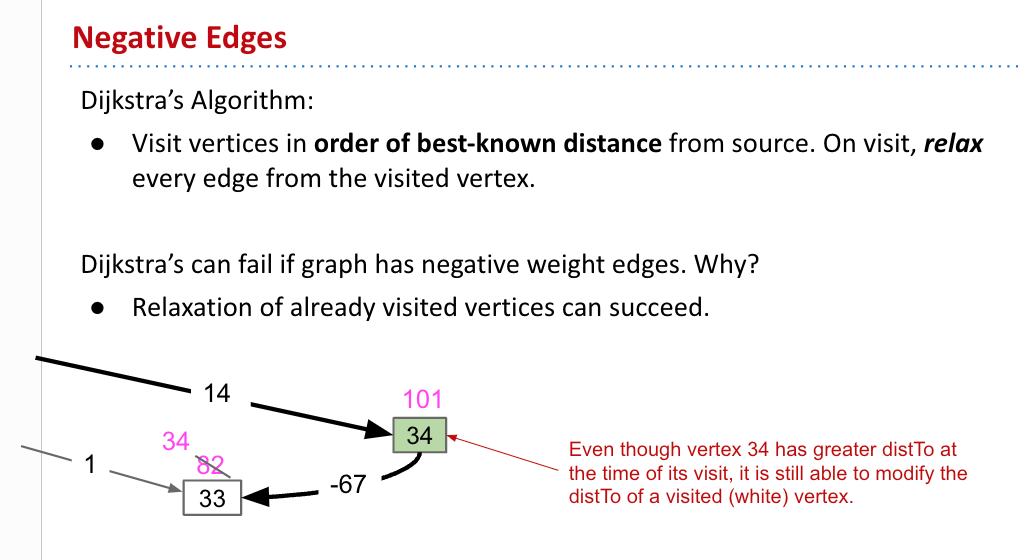 Negative Edges
Dijkstra’s Algorithm:
● Visit vertices in order of best-known distance from source. On visit, relax
every edge from the visited vertex.
Dijkstra’s can fail if graph has negative weight edges. Why?
● Relaxation of already visited vertices can succeed.
14
101
34
34
82
1
33
-67
Even though vertex 34 has greater distTo at
the time of its visit, it is still able to modify the
distTo of a visited (white) vertex.